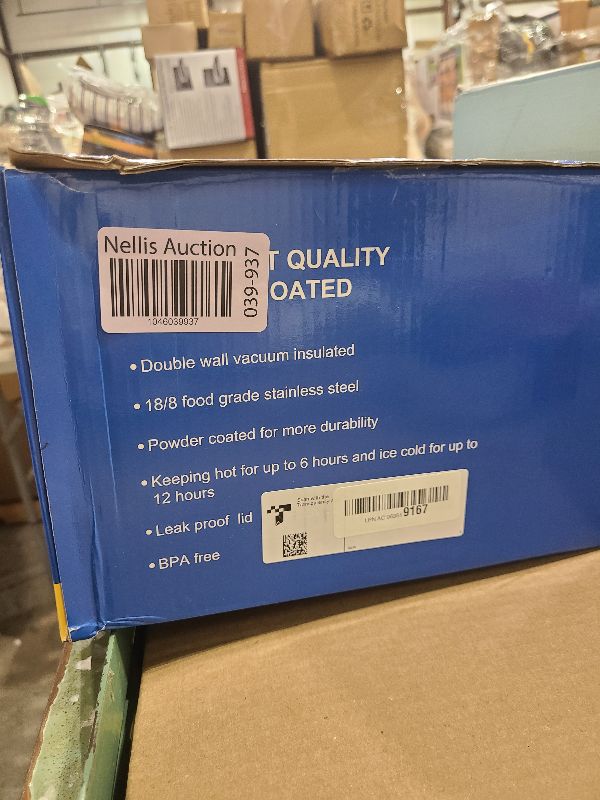 Nellis Auction
039-937
1046039937
T QUALITY
OATED
• Double wall vacuum insulated
• 18/8 food grade stainless steel
• Powder coated for more durability
• Keeping hot for up to 6 hours and ice cold for up to
12 hours
• Leak proof lid
9167
• BPA free